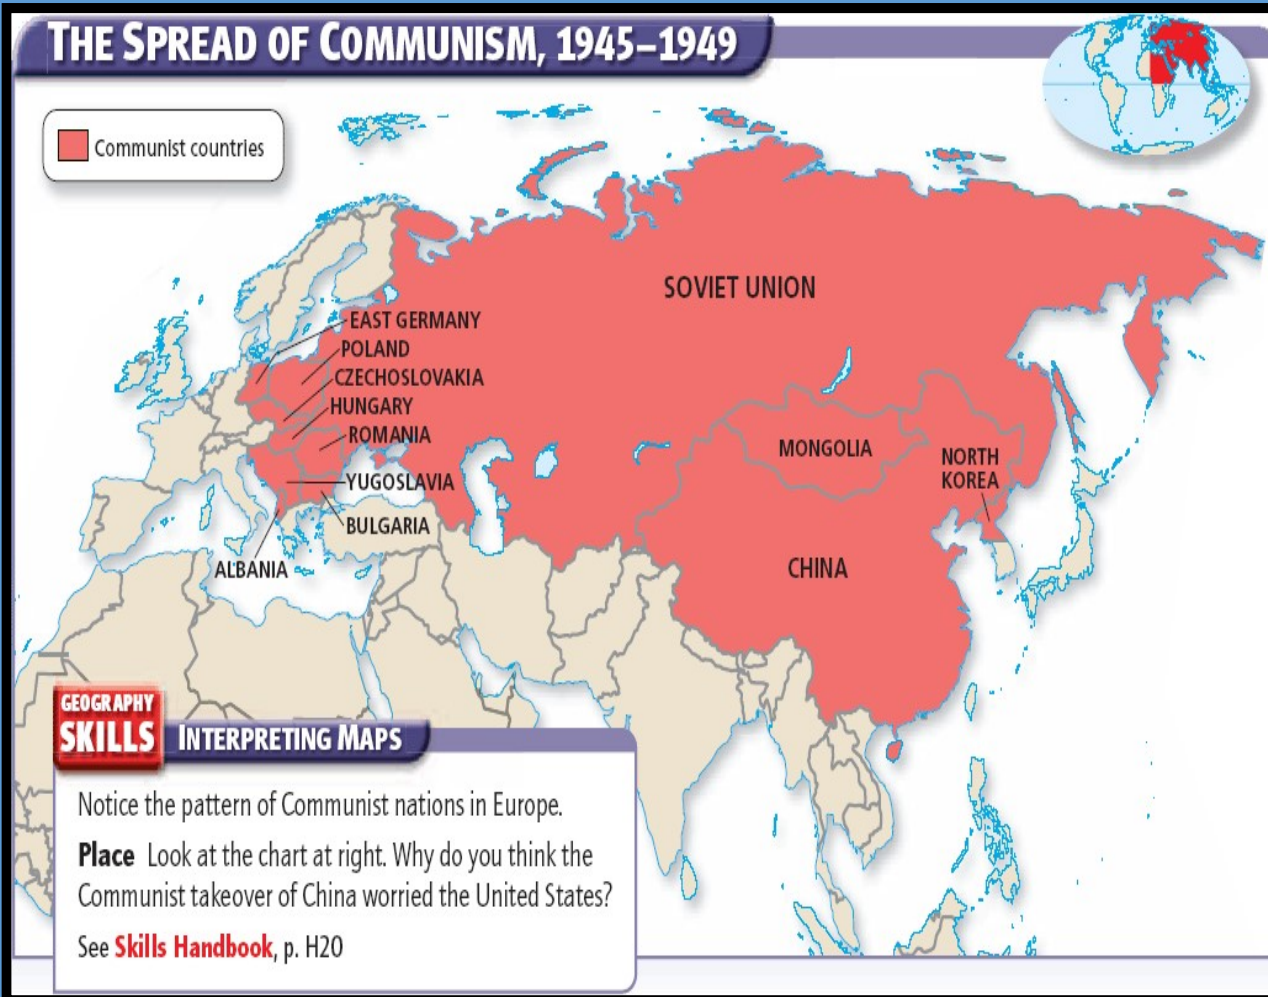 THE SPREAD OF COMMUNISM, 1945–1949
Communist countries
SOVIET UNION
EAST GERMANY
POLAND
CZECHOSLOVAKIA
HUNGARY
ROMANIA
MONGOLIA
NORTH
KOREA
YUGOSLAVIA
BULGARIA
ALBANIA
CHINA
GEOGRAPHY
SKILLS
INTERPRETING MAPS
Notice the pattern of Communist nations in Europe.
Place Look at the chart at right. Why do you think the
Communist takeover of China worried the United States?
See Skills Handbook, p. H20